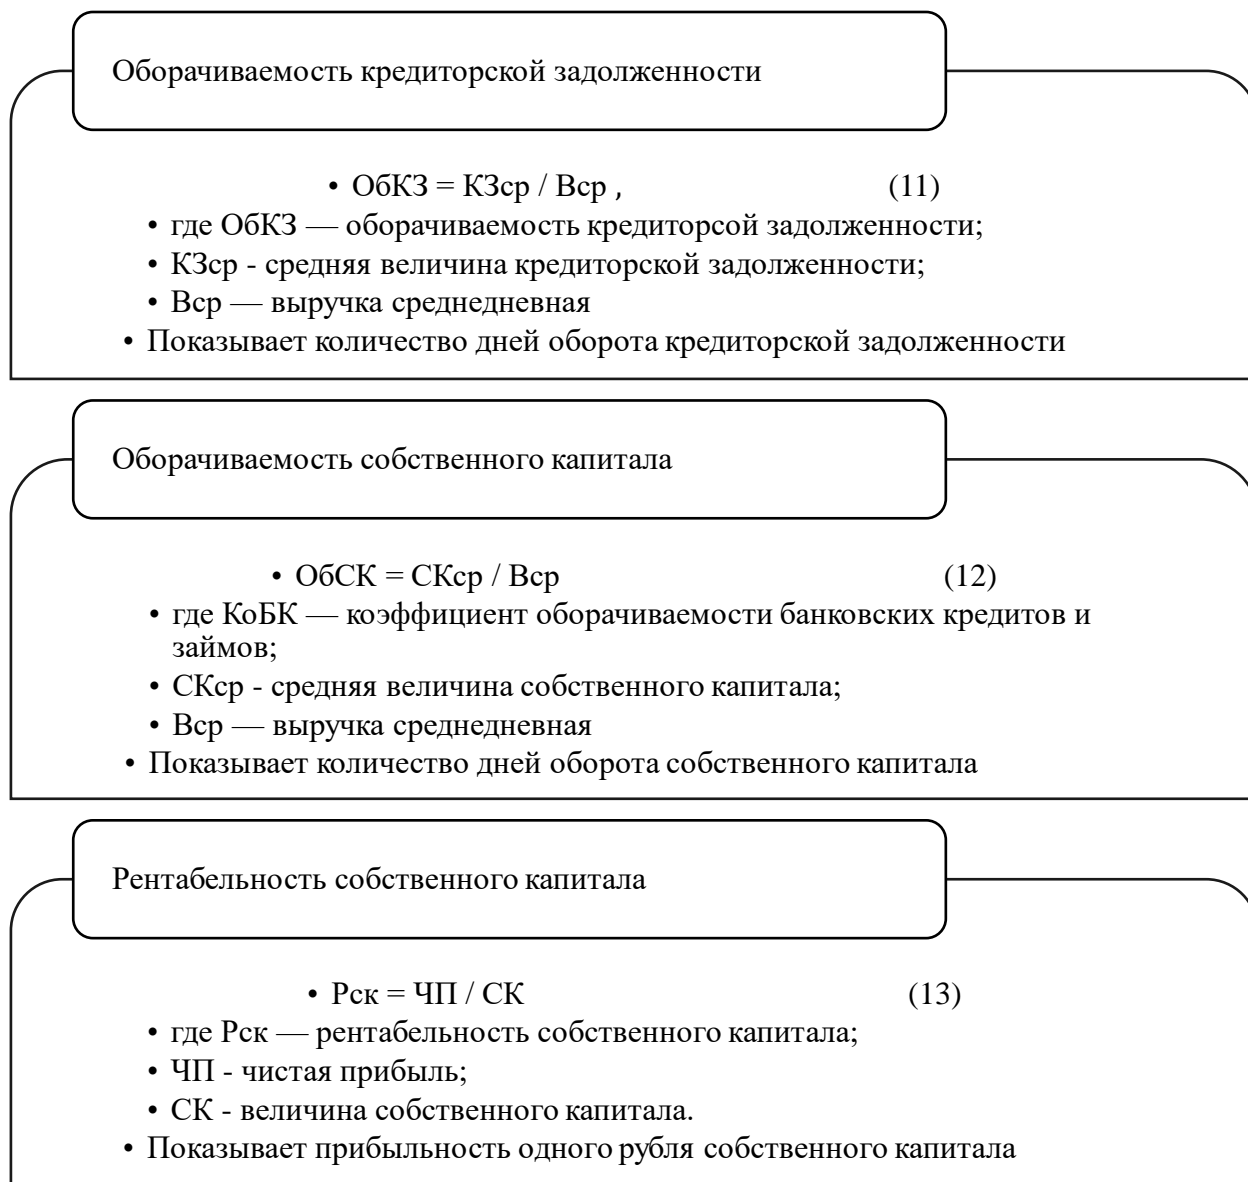 Оборачиваемость кредиторской задолженности
• ОбКЗ = КЗср / Вср , (11)
• где ОбКЗ — оборачиваемость кредиторсой задолженности;
• КЗср - средняя величина кредиторской задолженности;
• Вср — выручка среднедневная
• Показывает количество дней оборота кредиторской задолженности
Оборачиваемость собственного капитала
• ОбСК = СКср / Вср (12)
• где КоБК — коэффициент оборачиваемости банковских кредитов и
займов;
• СКср - средняя величина собственного капитала;
• Вср — выручка среднедневная
• Показывает количество дней оборота собственного капитала
Рентабельность собственного капитала
• Рск = ЧП / СК (13)
• где Рск — рентабельность собственного капитала;
• ЧП - чистая прибыль;
• СК - величина собственного капитала.
• Показывает прибыльность одного рубля собственного капитала